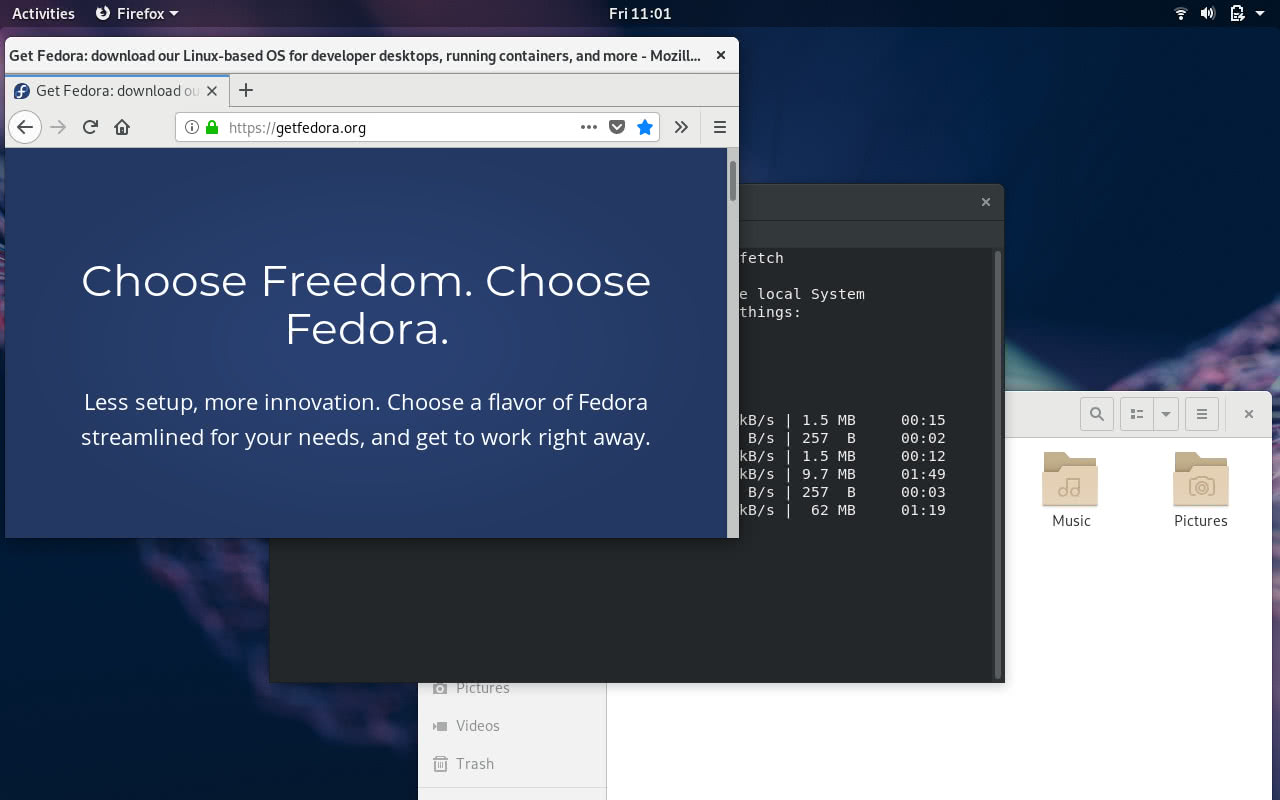 Activities
Firefox
Fri 11:01
Get Fedora: download our Linux-based OS for developer desktops, running containers, and more - Mozill...
Get Fedora: download ou
https://getfedora.org
Choose Freedom. Choose
Fedora.
Less setup, more innovation. Choose a flavor of Fedora
streamlined for your needs, and get to work right away.
fetch
e local System
things:
kB/s | 1.5 MB 00:15
B/s | 257 B 00:02
kB/s | 1.5 MB 00:12
kB/s | 9.7 MB 01:49
B/s | 257 B 00:03
kB/s | 62 MB 01:19
Music
Pictures
Pictures
Videos
Trash